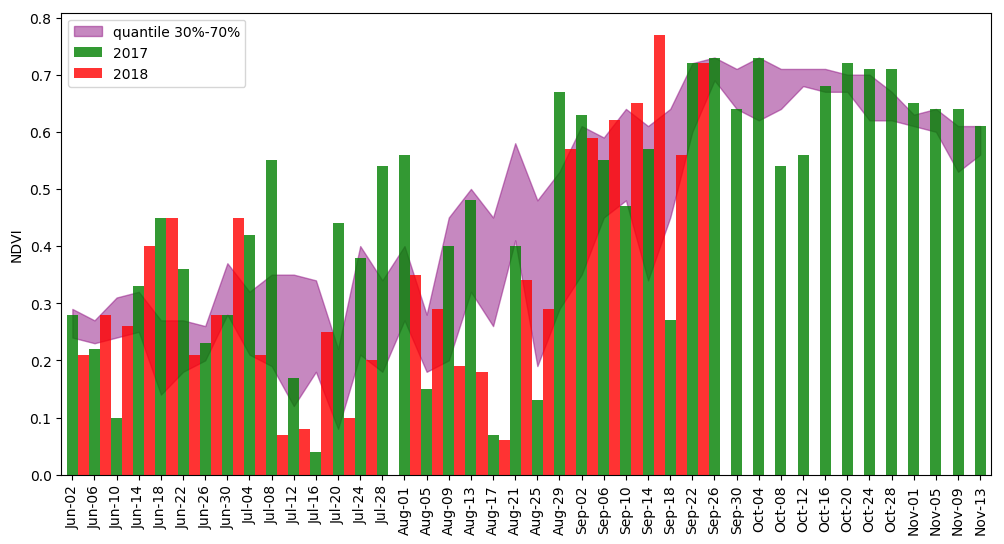 0.8
0.7
0.6
0.5
0.4
0.3
0.2
0.1
0.0
NDVI
quantile 30%-70%
2017
2018
Jun-02
Jun-06
Jun-10
Jun-14
Jun-18
Jun-22
Jun-26
Jun-30
Jul-04
Jul-08
Jul-12
Jul-16
Jul-20
Jul-24
Jul-28
Aug-01
Aug-05
Aug-09
Aug-13
Aug-17
Aug-21
Aug-25
Aug-29
Sep-02
Sep-06
Sep-10
Sep-14
Sep-18
Sep-22
Sep-26
Sep-30
Oct-04
Oct-08
Oct-12
Oct-16
Oct-20
Oct-24
Oct-28
Nov-01
Nov-05
Nov-09
Nov-13